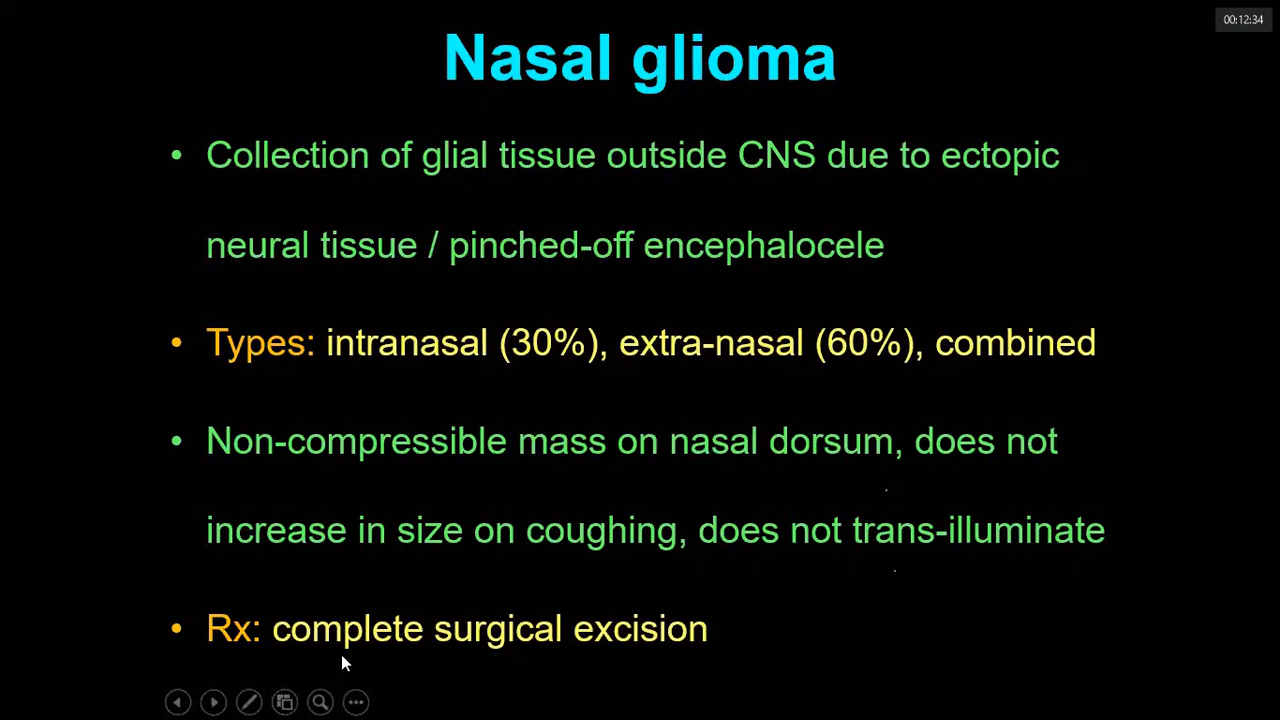 00:12:34
Nasal glioma
• Collection of glial tissue outside CNS due to ectopic
neural tissue / pinched-off encephalocele
• Types: intranasal (30%), extra-nasal (60%), combined
• Non-compressible mass on nasal dorsum, does not
increase in size on coughing, does not trans-illuminate
• Rx: complete surgical excision